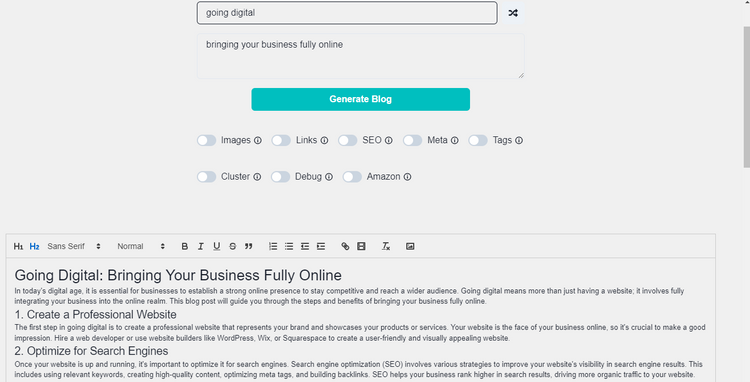 going digital
bringing your business fully online
Generate Blog
Images Links SEO Meta Tags
Cluster Debug Amazon
H1 H2 Sans Serif Normal B I U S
Going Digital: Bringing Your Business Fully Online
In today's digital age, it is essential for businesses to establish a strong online presence to stay competitive and reach a wider audience. Going digital means more than just having a website; it involves fully
integrating your business into the online realm. This blog post will guide you through the steps and benefits of bringing your business fully online.
1. Create a Professional Website
The first step in going digital is to create a professional website that represents your brand and showcases your products or services. Your website is the face of your business online, so it's crucial to make a good
impression. Hire a web developer or use website builders like WordPress, Wix, or Squarespace to create a user-friendly and visually appealing website.
2. Optimize for Search Engines
Once your website is up and running, it's important to optimize it for search engines. Search engine optimization (SEO) involves various strategies to improve your website's visibility in search engine results. This
includes using relevant keywords, creating high-quality content, optimizing meta tags, and building backlinks. SEO helps your business rank higher in search results, driving more organic traffic to your website.